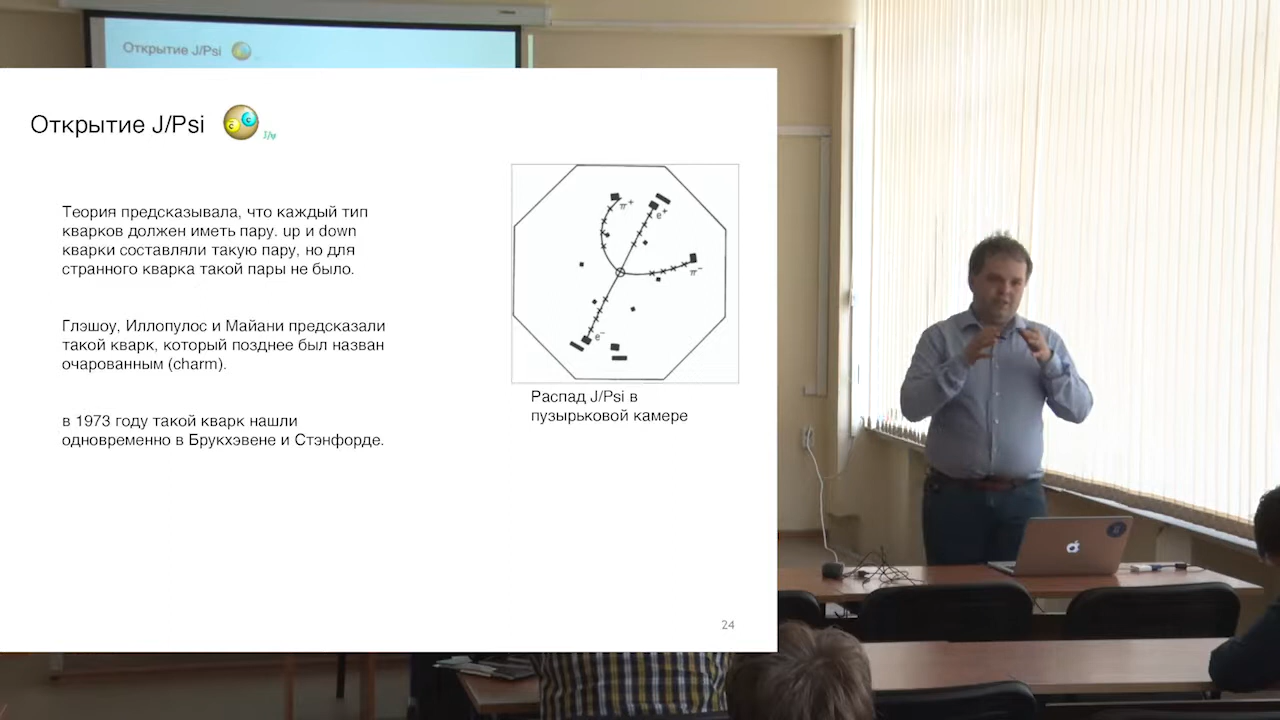 Открытие J/Psi
Открытие J/Psi
J/ψ
c
c
Теория предсказывала, что каждый тип
кварков должен иметь пару. up и down
кварки составляли такую пару, но для
странного кварка такой пары не было.
Глэшоу, Иллопулос и Майани предсказали
такой кварк, который позднее был назван
очарованным (charm).
в 1973 году такой кварк нашли
одновременно в Брукхэвене и Стэнфорде.
π+
e+
π−
e−
Распад J/Psi в
пузырьковой камере
24